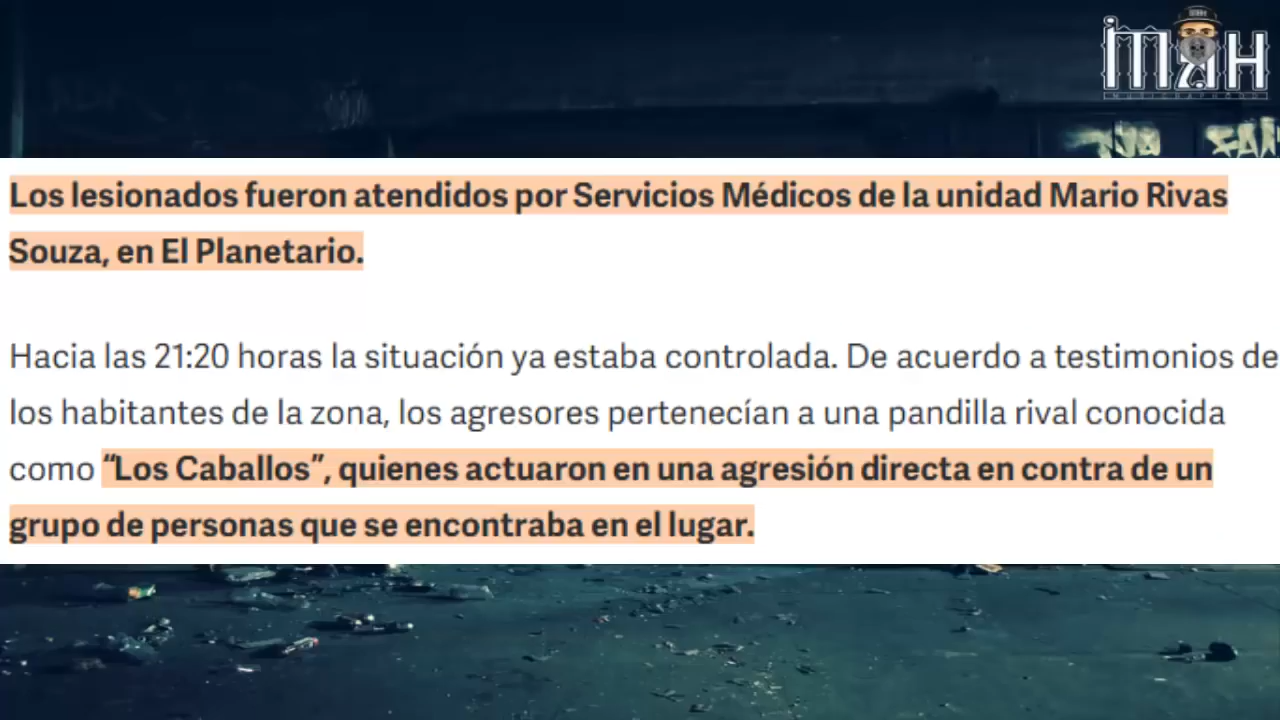 MRH
Los lesionados fueron atendidos por Servicios Médicos de la unidad Mario Rivas
Souza, en El Planetario.
Hacia las 21:20 horas la situación ya estaba controlada. De acuerdo a testimonios de
los habitantes de la zona, los agresores pertenecían a una pandilla rival conocida
como “Los Caballos”, quienes actuaron en una agresión directa en contra de un
grupo de personas que se encontraba en el lugar.